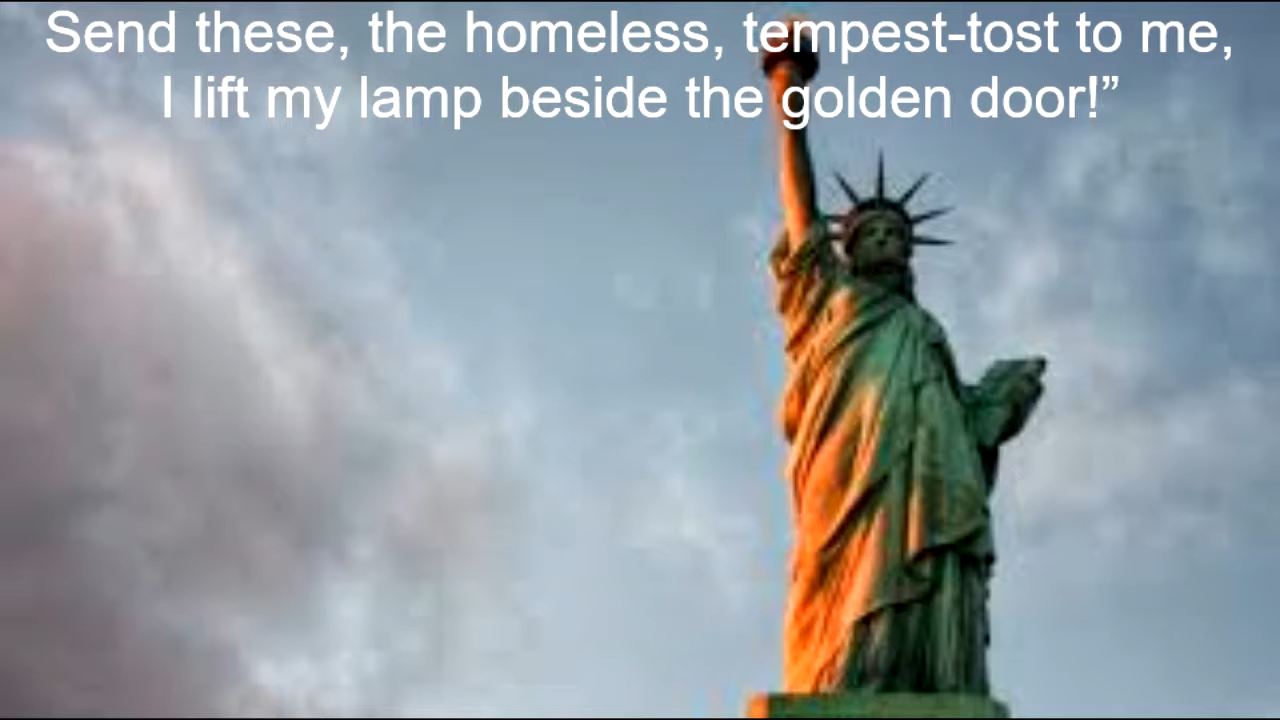 Send these, the homeless, tempest-tost to me,
I lift my lamp beside the golden door!”